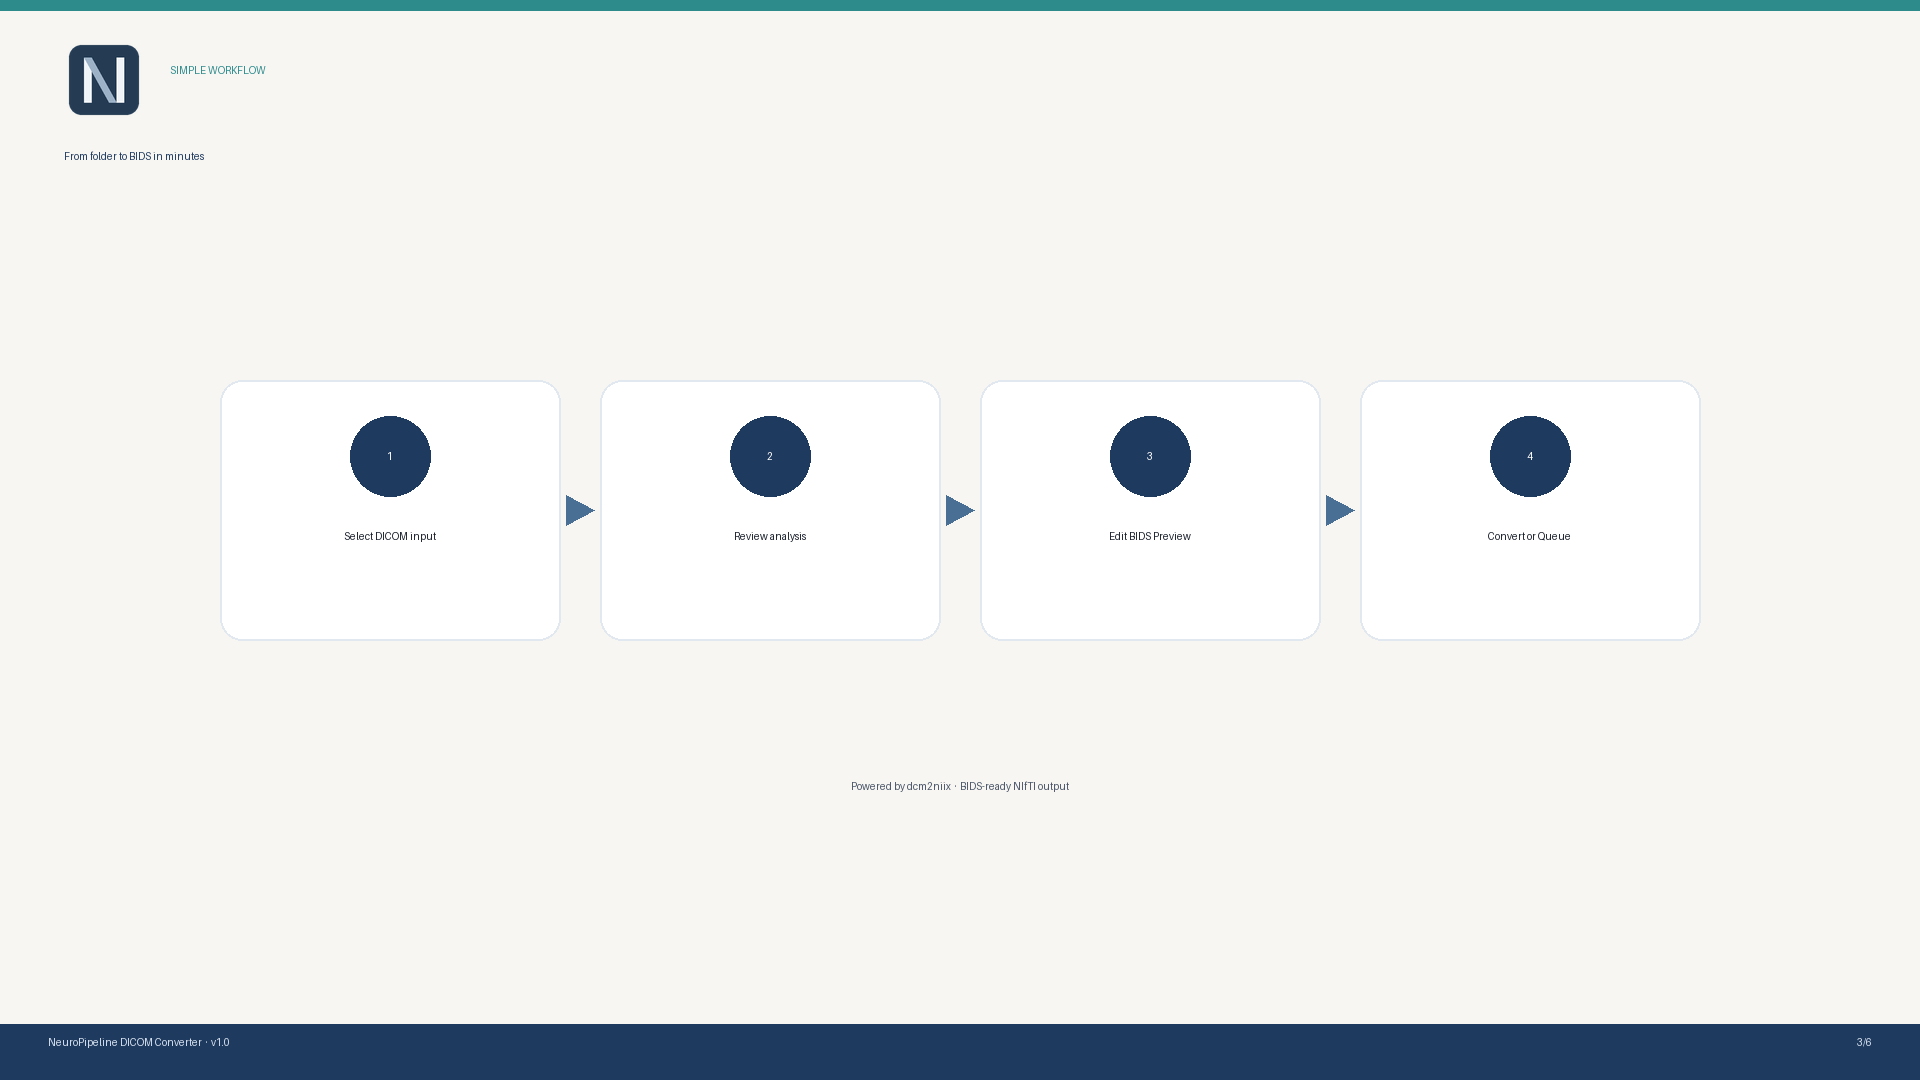 N
SIMPLE WORKFLOW
From folder to BIDS in minutes
1
Select DICOM input
2
Review analysis
3
Edit BIDS Preview
4
Convert or Queue
Powered by dcm2niix · BIDS-ready NIfTI output
NeuroPipeline DICOM Converter · v1.0
3/6